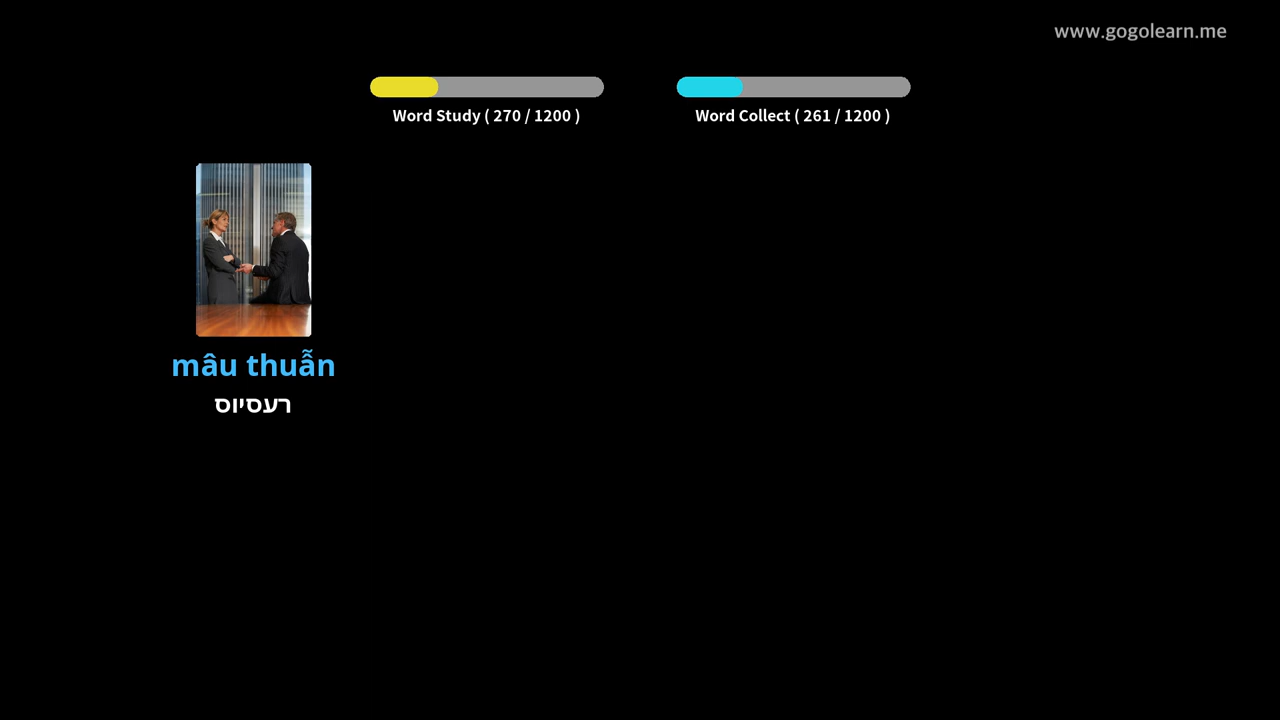 www.gogolearn.me
Word Study ( 270 / 1200 )
Word Collect ( 261 / 1200 )
mâu thuẫn
רעסיוס